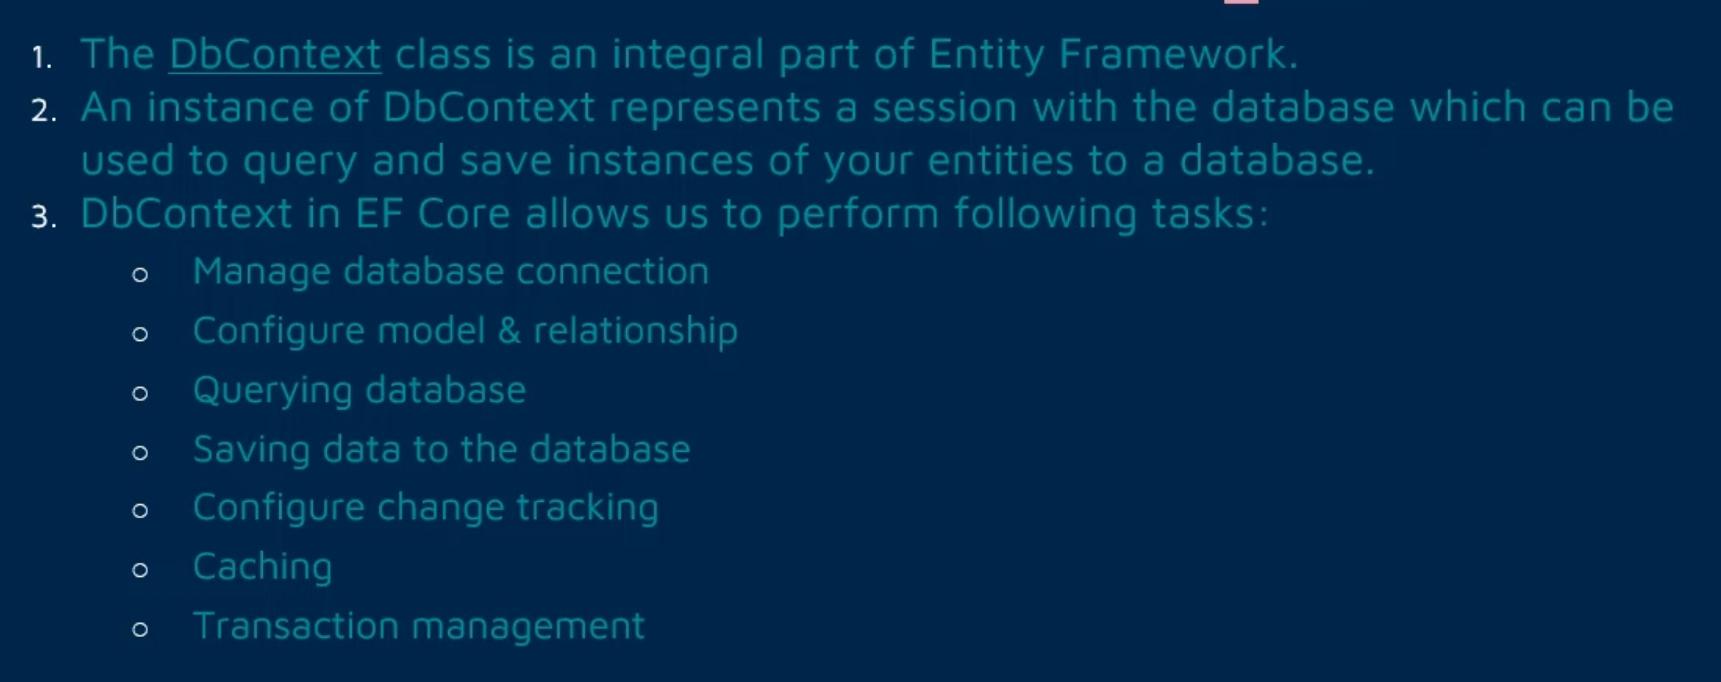 1. The DbContext class is an integral part of Entity Framework.
2. An instance of DbContext represents a session with the database which can be
used to query and save instances of your entities to a database.
3. DbContext in EF Core allows us to perform following tasks:
o Manage database connection
o Configure model & relationship
o Querying database
o Saving data to the database
o Configure change tracking
o Caching
o Transaction management